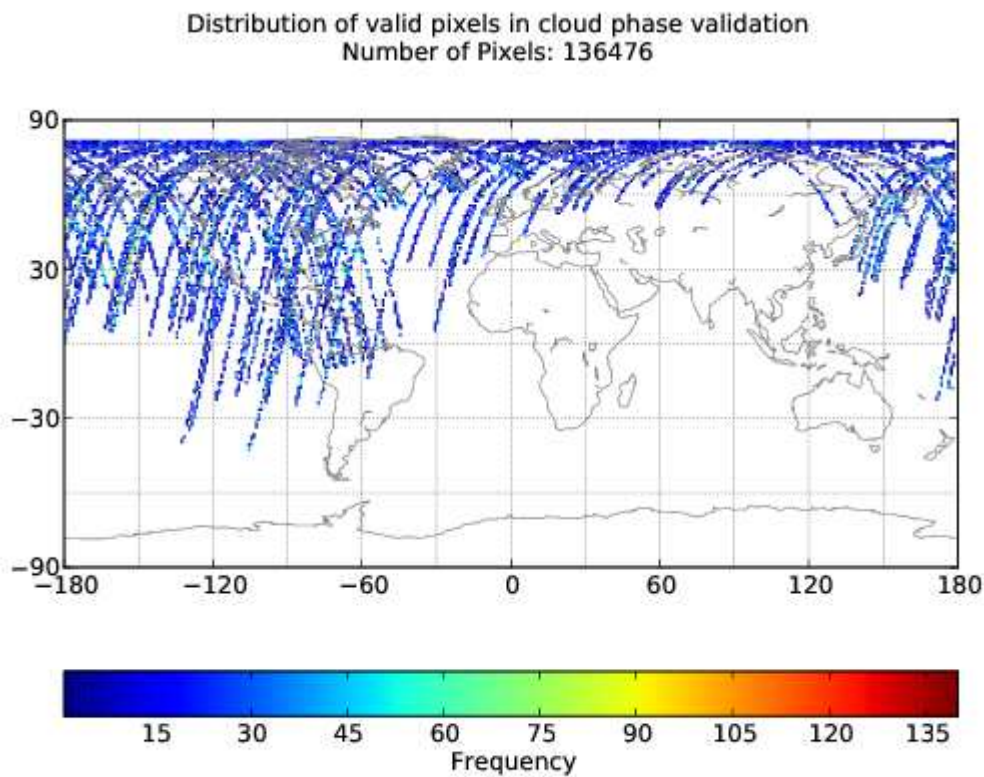 Distribution of valid pixels in cloud phase validation
Number of Pixels: 136476
90
30
−30
−90
−180 −120 −60 0 60 120 180
15 30 45 60 75 90 105 120 135
Frequency